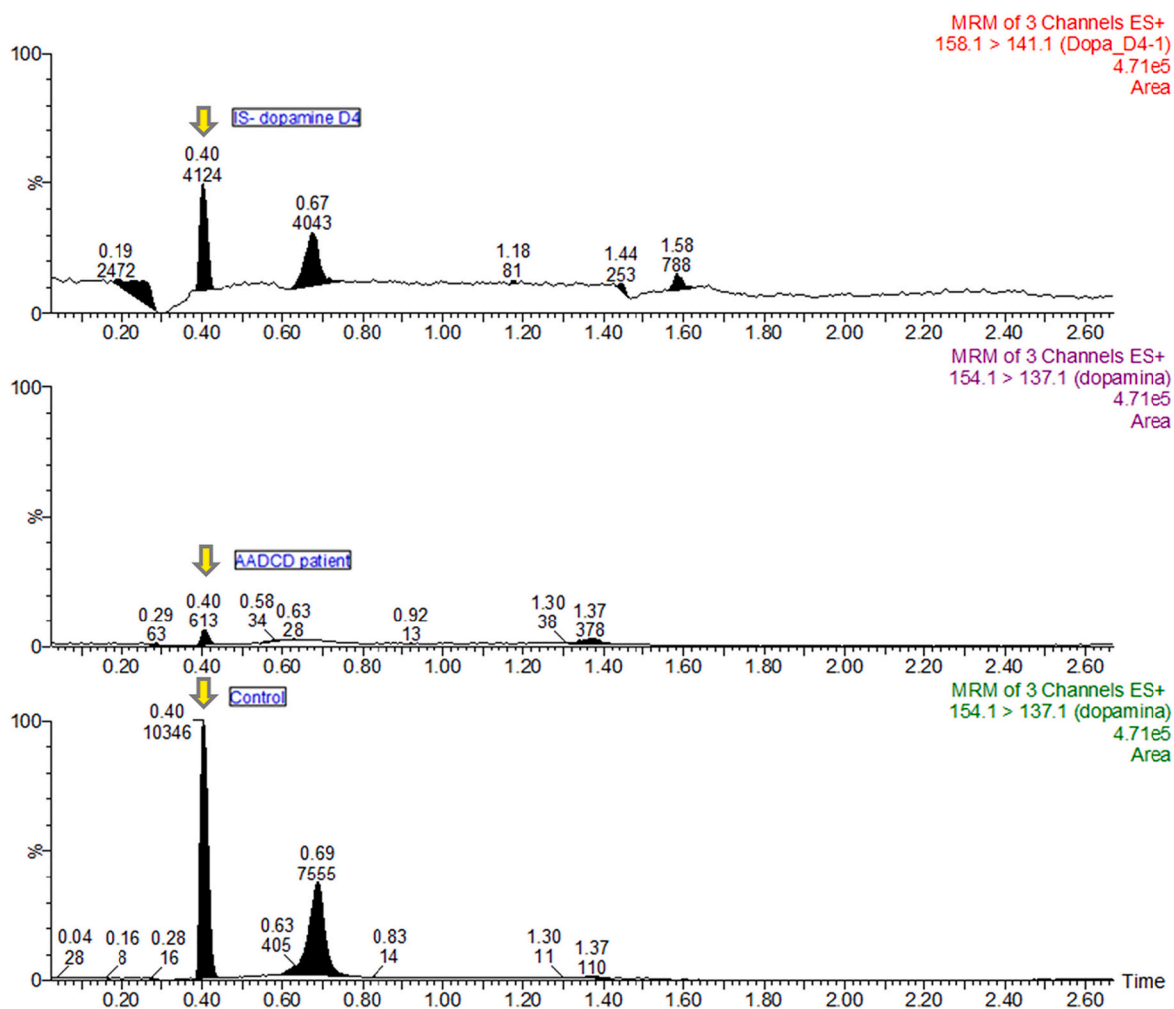 MRM of 3 Channels ES+
158.1 > 141.1 (Dopa_D4-1)
4.71e5
Area
100
%
0
IS- dopamine D4
0.40
4124
0.67
4043
0.19
2472
1.18
81
1.44
253
1.58
788
0.20 0.40 0.60 0.80 1.00 1.20 1.40 1.60 1.80 2.00 2.20 2.40 2.60
MRM of 3 Channels ES+
154.1 > 137.1 (dopamina)
4.71e5
Area
100
%
0
AADCD patient
0.29
63
0.40
613
0.58
34
0.63
28
0.92
13
1.30
38
1.37
378
0.20 0.40 0.60 0.80 1.00 1.20 1.40 1.60 1.80 2.00 2.20 2.40 2.60
MRM of 3 Channels ES+
154.1 > 137.1 (dopamina)
4.71e5
Area
100
%
0
Control
0.40
10346
0.69
7555
0.04
28
0.16
8
0.28
16
0.63
405
0.83
14
1.30
11
1.37
110
Time
0.20 0.40 0.60 0.80 1.00 1.20 1.40 1.60 1.80 2.00 2.20 2.40 2.60